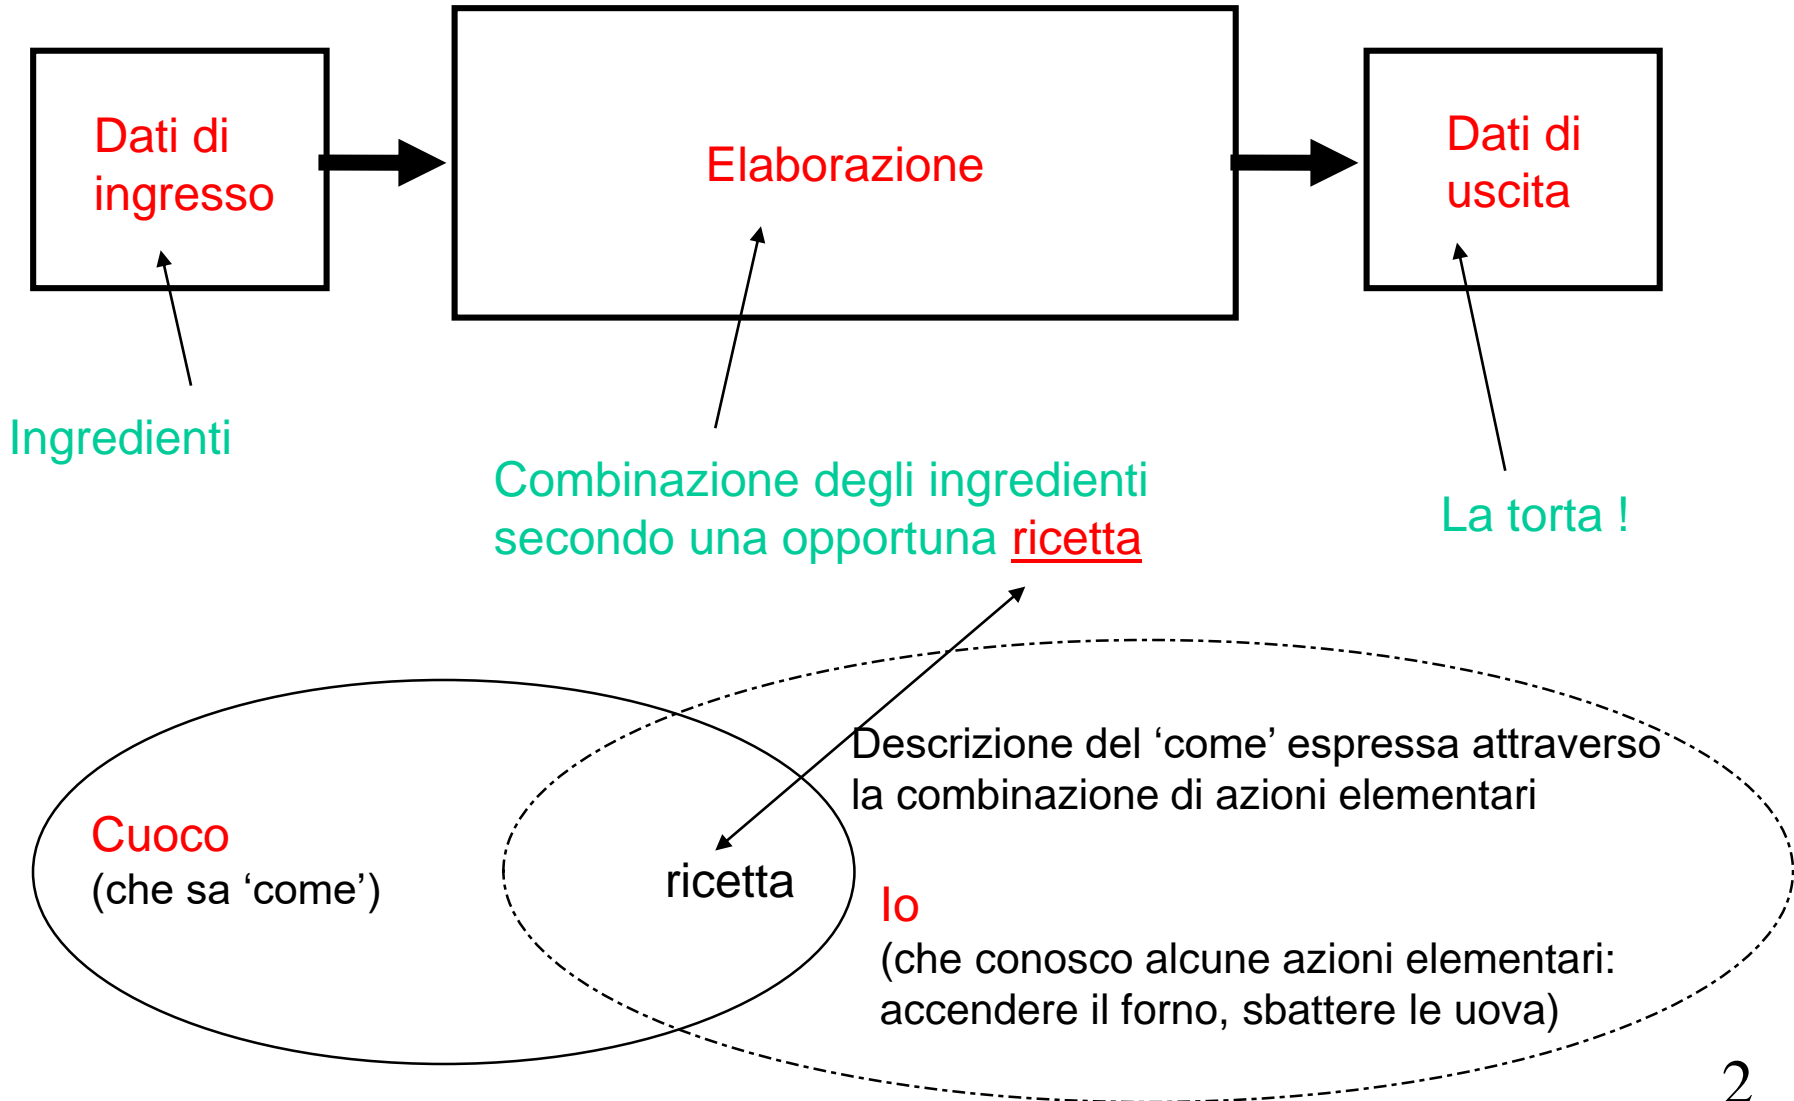 Dati di
ingresso
Elaborazione
Dati di
uscita
Ingredienti
Combinazione degli ingredienti
secondo una opportuna ricetta
La torta !
Descrizione del ‘come’ espressa attraverso
la combinazione di azioni elementari
Cuoco
(che sa ‘come’)
ricetta
Io
(che conosco alcune azioni elementari:
accendere il forno, sbattere le uova)
2